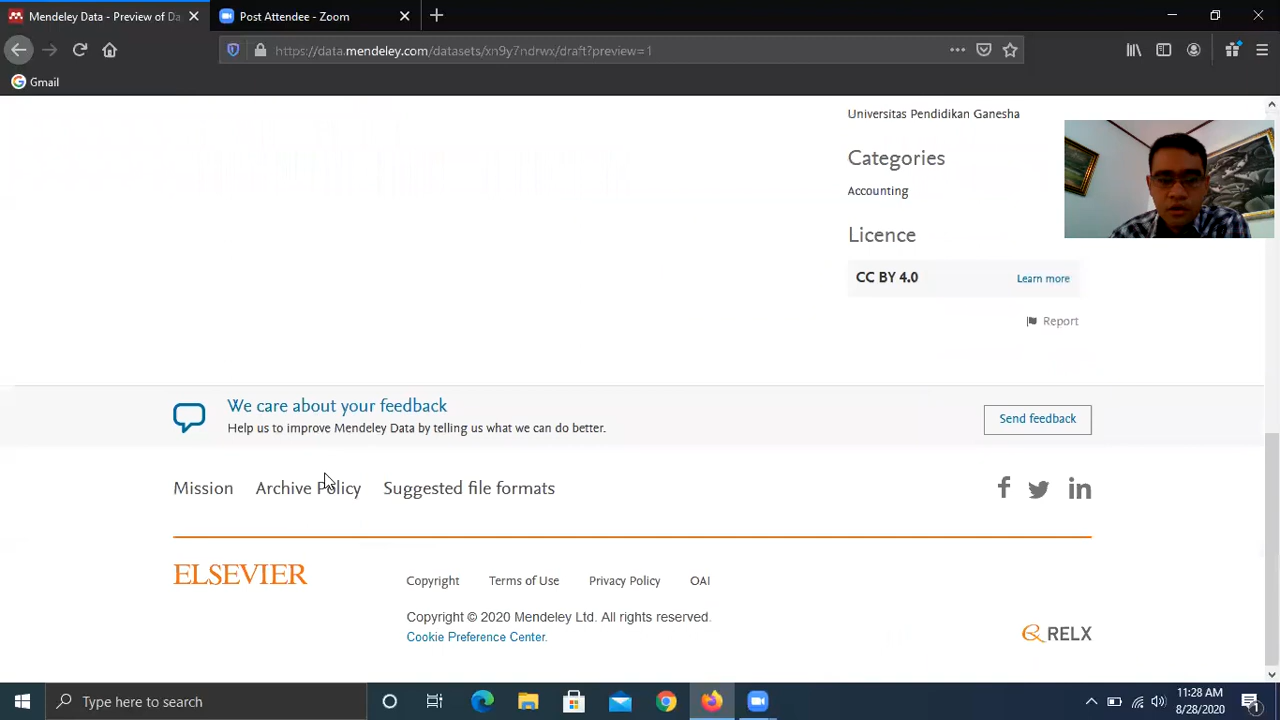 Mendeley Data - Preview of Da
Post Attendee - Zoom
https://data.mendeley.com/datasets/xn9y7ndrwx/draft?preview=1
Gmail
Universitas Pendidikan Ganesha
Categories
Accounting
Licence
CC BY 4.0
Learn more
Report
We care about your feedback
Help us to improve Mendeley Data by telling us what we can do better.
Send feedback
Mission
Archive Policy
Suggested file formats
ELSEVIER
Copyright
Terms of Use
Privacy Policy
OAI
Copyright © 2020 Mendeley Ltd. All rights reserved.
Cookie Preference Center.
RELX
Type here to search
11:28 AM
8/28/2020